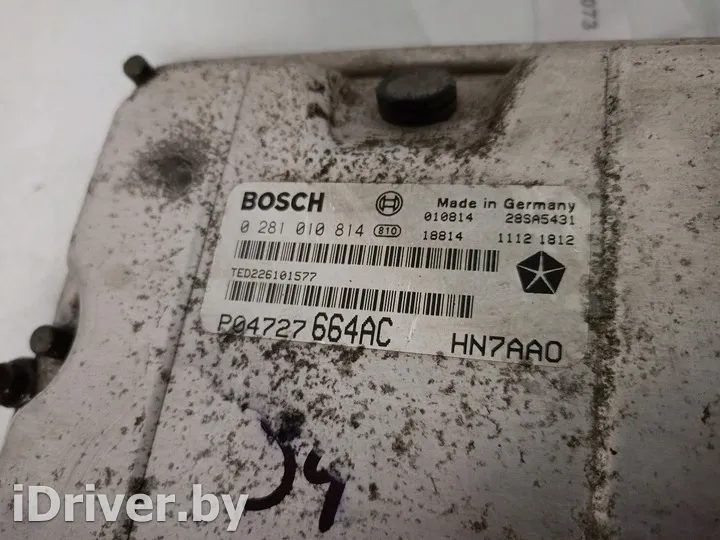 073
BOSCH
Made in Germany
010814 28SA5431
0 281 010 814 810 18814 1112 1812
TED226101577
P04727664AC HN7AA0
iDriver.by